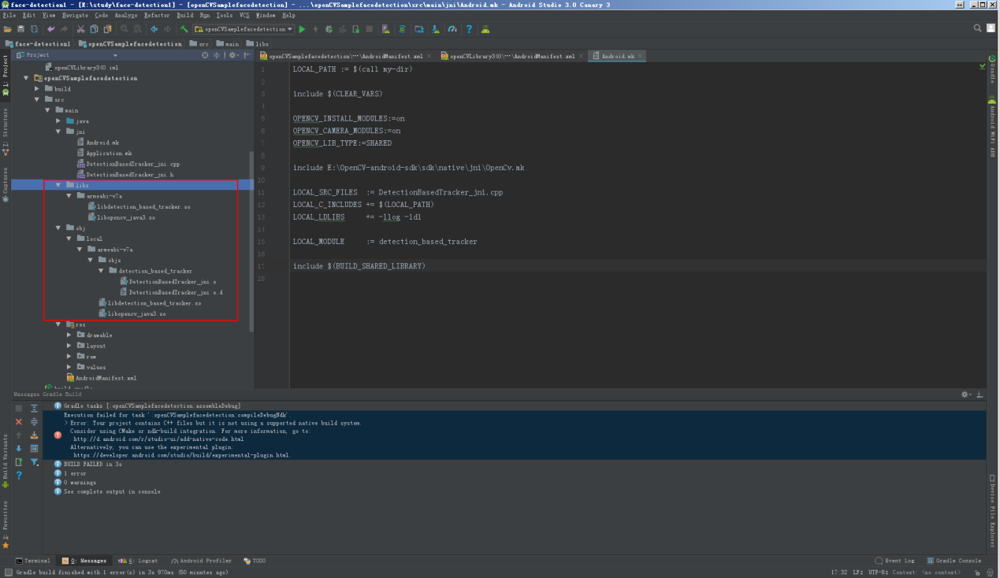 face-detection1 - [E:\study\face-detection1] - [openCVSamplefacedetection] - ...\openCVSamplefacedetection\src\main\jni\Android.mk - Android Studio 3.0 Canary 3
File Edit View Navigate Code Analyze Refactor Build Run Tools VCS Window Help
openCVSamplefacedetection
face-detection1 openCVSamplefacedetection src main libs
Project
openCVSamplefacedetection\...\AndroidManifest.xml
openCVLibrary340\...\AndroidManifest.xml
Android.mk
1: Project
Z: Structure
Captures
Build Variants
2: Favorites
openCVLibrary340.iml
openCVSamplefacedetection
build
src
main
java
jni
Android.mk
Application.mk
DetectionBasedTracker_jni.cpp
DetectionBasedTracker_jni.h
libs
armeabi-v7a
libdetection_based_tracker.so
libopencv_java3.so
obj
local
armeabi-v7a
objs
detection_based_tracker
DetectionBasedTracker_jni.o
DetectionBasedTracker_jni.o.d
libdetection_based_tracker.so
libopencv_java3.so
res
drawable
layout
raw
values
AndroidManifest.xml
1 LOCAL_PATH := $(call my-dir)
2
3 include $(CLEAR_VARS)
4
5 OPENCV_INSTALL_MODULES:=on
6 OPENCV_CAMERA_MODULES:=on
7 OPENCV_LIB_TYPE:=SHARED
8
9 include E:\OpenCV-android-sdk\sdk\native\jni\OpenCv.mk
10
11 LOCAL_SRC_FILES := DetectionBasedTracker_jni.cpp
12 LOCAL_C_INCLUDES += $(LOCAL_PATH)
13 LOCAL_LDLIBS += -llog -ldl
14
15 LOCAL_MODULE := detection_based_tracker
16
17 include $(BUILD_SHARED_LIBRARY)
18
Gradle
Android WiFi ADB
Device File Explorer
Messages Gradle Build
Gradle tasks [:openCVSamplefacedetection:assembleDebug]
Execution failed for task ':openCVSamplefacedetection:compileDebugNdk'.
> Error: Your project contains C++ files but it is not using a supported native build system.
Consider using CMake or ndk-build integration. For more information, go to:
http://d.android.com/r/studio-ui/add-native-code.html
Alternatively, you can use the experimental plugin:
https://developer.android.com/studio/build/experimental-plugin.html.
BUILD FAILED in 3s
1 error
0 warnings
See complete output in console
Terminal 0: Messages 6: Logcat Android Profiler TODO Event Log Gradle Console
Gradle build finished with 1 error(s) in 3s 970ms (50 minutes ago) 17:32 LF÷ UTF-8÷ Context: <no context>